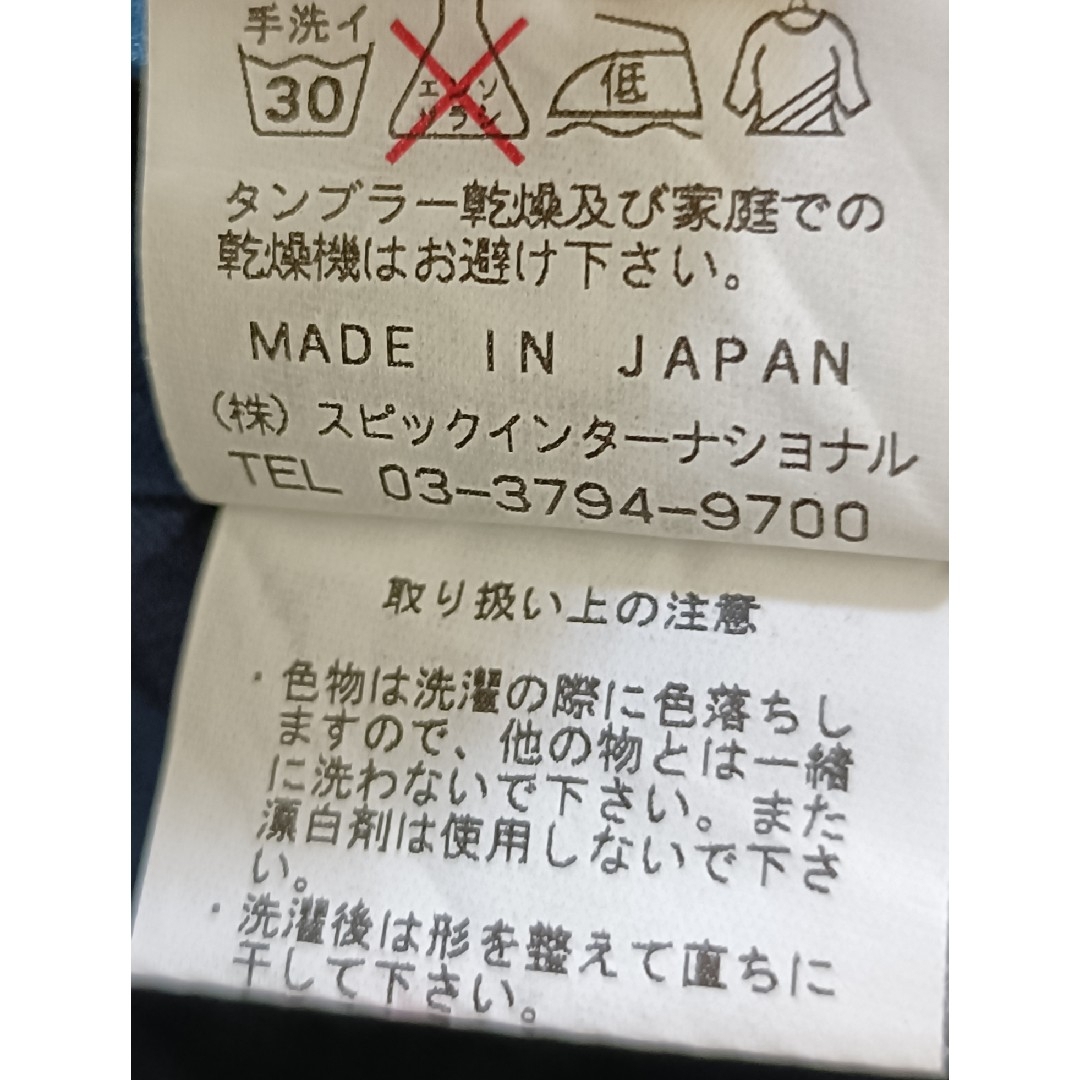 手洗イ
30
エンソ
サラシ
低
タンブラー乾燥及び家庭での
乾燥機はお避け下さい。
MADE IN JAPAN
(株)スピックインターナショナル
TEL 03-3794-9700
取り扱い上の注意
・色物は洗濯の際に色落ちし
ますので、他の物とは一緒
に洗わないで下さい。また
漂白剤は使用しないで下さ
い。
・洗濯後は形を整えて直ちに
干して下さい。